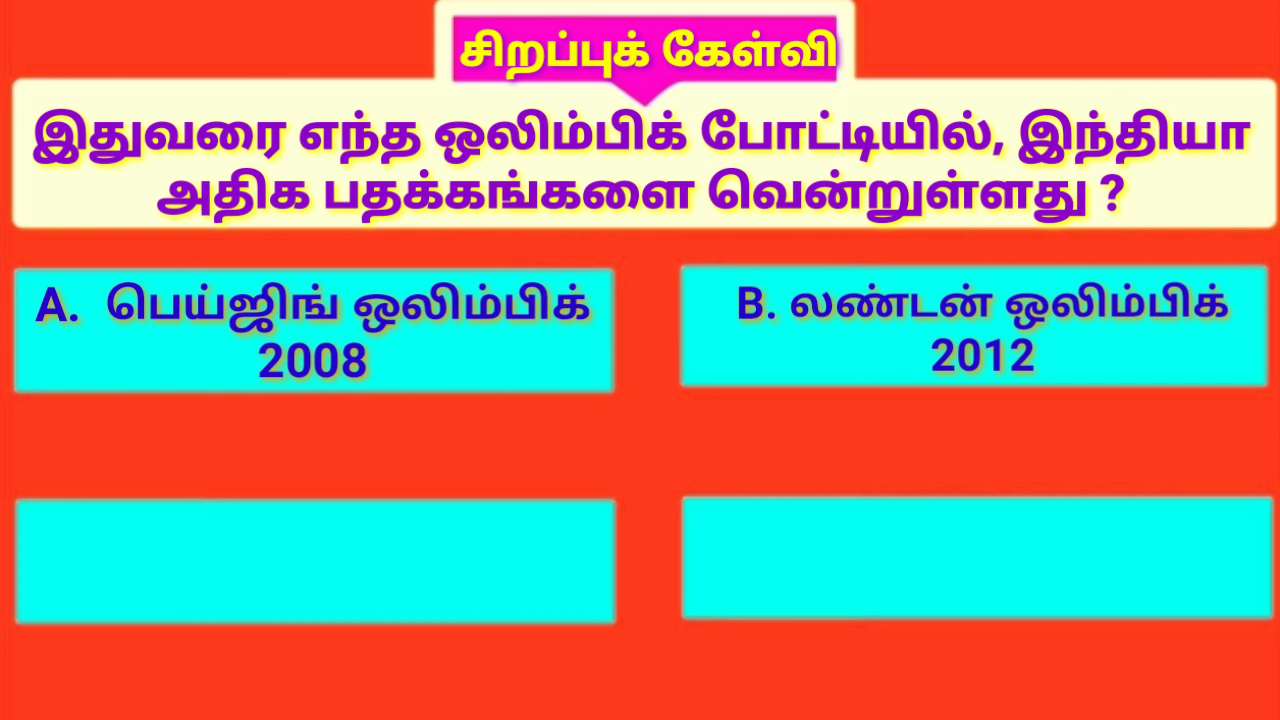 சிறப்புக் கேள்வி
இதுவரை எந்த ஒலிம்பிக் போட்டியில், இந்தியா
அதிக பதக்கங்களை வென்றுள்ளது ?
A. பெய்ஜிங் ஒலிம்பிக்
2008
B. லண்டன் ஒலிம்பிக்
2012